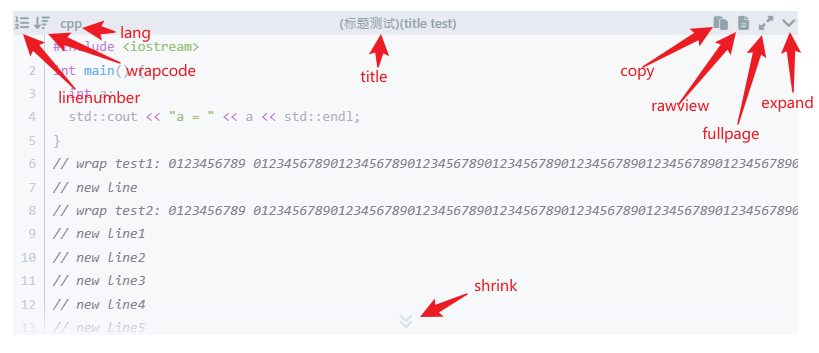 cpp
(标题测试)(title test)
lang
wrapcode
linenumber
title
copy
rawview
fullpage
expand
#include <iostream>
2 int main() {
3 int a;
4 std::cout << "a = " << a << std::endl;
5 }
6 // wrap test1: 0123456789 01234567890123456789012345678901234567890123456789012345678901234567890
7 // new line
8 // wrap test2: 0123456789 01234567890123456789012345678901234567890123456789012345678901234567890
9 // new line1
10 // new line2
11 // new line3
12 // new line4
13 // new line5
shrink